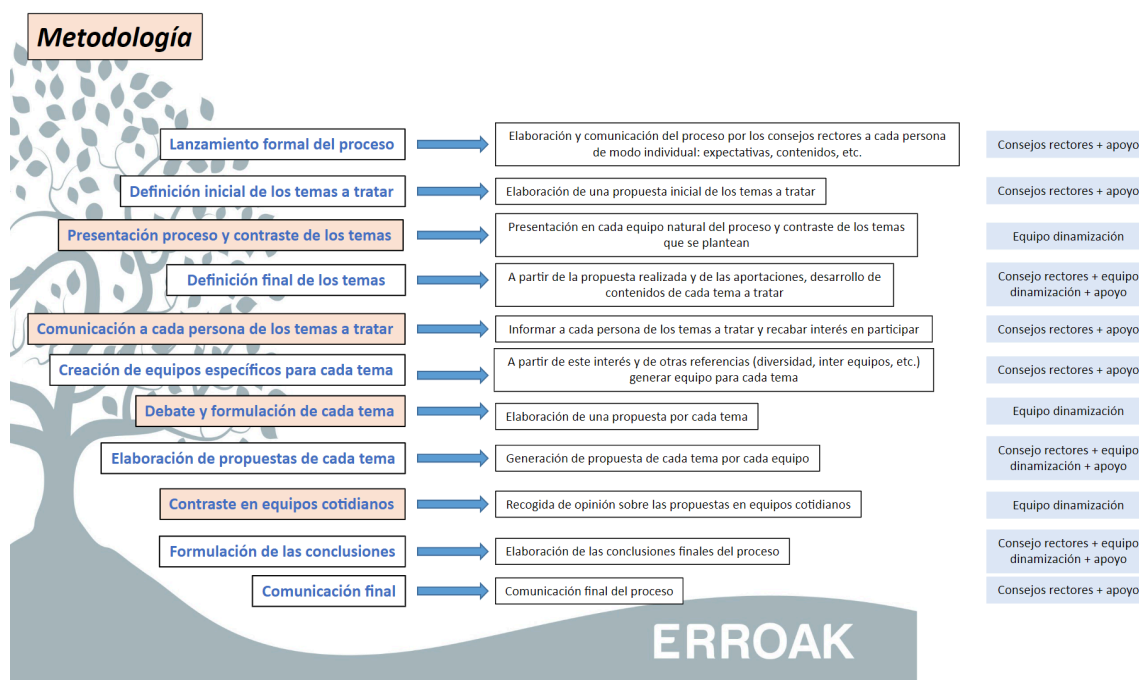 Metodología
Lanzamiento formal del proceso
Elaboración y comunicación del proceso por los consejos rectores a cada persona
de modo individual: expectativas, contenidos, etc.
Consejos rectores + apoyo
Definición inicial de los temas a tratar
Elaboración de una propuesta inicial de los temas a tratar
Consejos rectores + apoyo
Presentación proceso y contraste de los temas
Presentación en cada equipo natural del proceso y contraste de los temas
que se plantean
Equipo dinamización
Definición final de los temas
A partir de la propuesta realizada y de las aportaciones, desarrollo de
contenidos de cada tema a tratar
Consejo rectores + equipo
dinamización + apoyo
Comunicación a cada persona de los temas a tratar
Informar a cada persona de los temas a tratar y recabar interés en participar
Consejos rectores + apoyo
Creación de equipos específicos para cada tema
A partir de este interés y de otras referencias (diversidad, inter equipos, etc.)
generar equipo para cada tema
Consejos rectores + apoyo
Debate y formulación de cada tema
Elaboración de una propuesta por cada tema
Equipo dinamización
Elaboración de propuestas de cada tema
Generación de propuesta de cada tema por cada equipo
Consejo rectores + equipo
dinamización + apoyo
Contraste en equipos cotidianos
Recogida de opinión sobre las propuestas en equipos cotidianos
Equipo dinamización
Formulación de las conclusiones
Elaboración de las conclusiones finales del proceso
Consejo rectores + equipo
dinamización + apoyo
Comunicación final
Comunicación final del proceso
Consejos rectores + apoyo
ERROAK